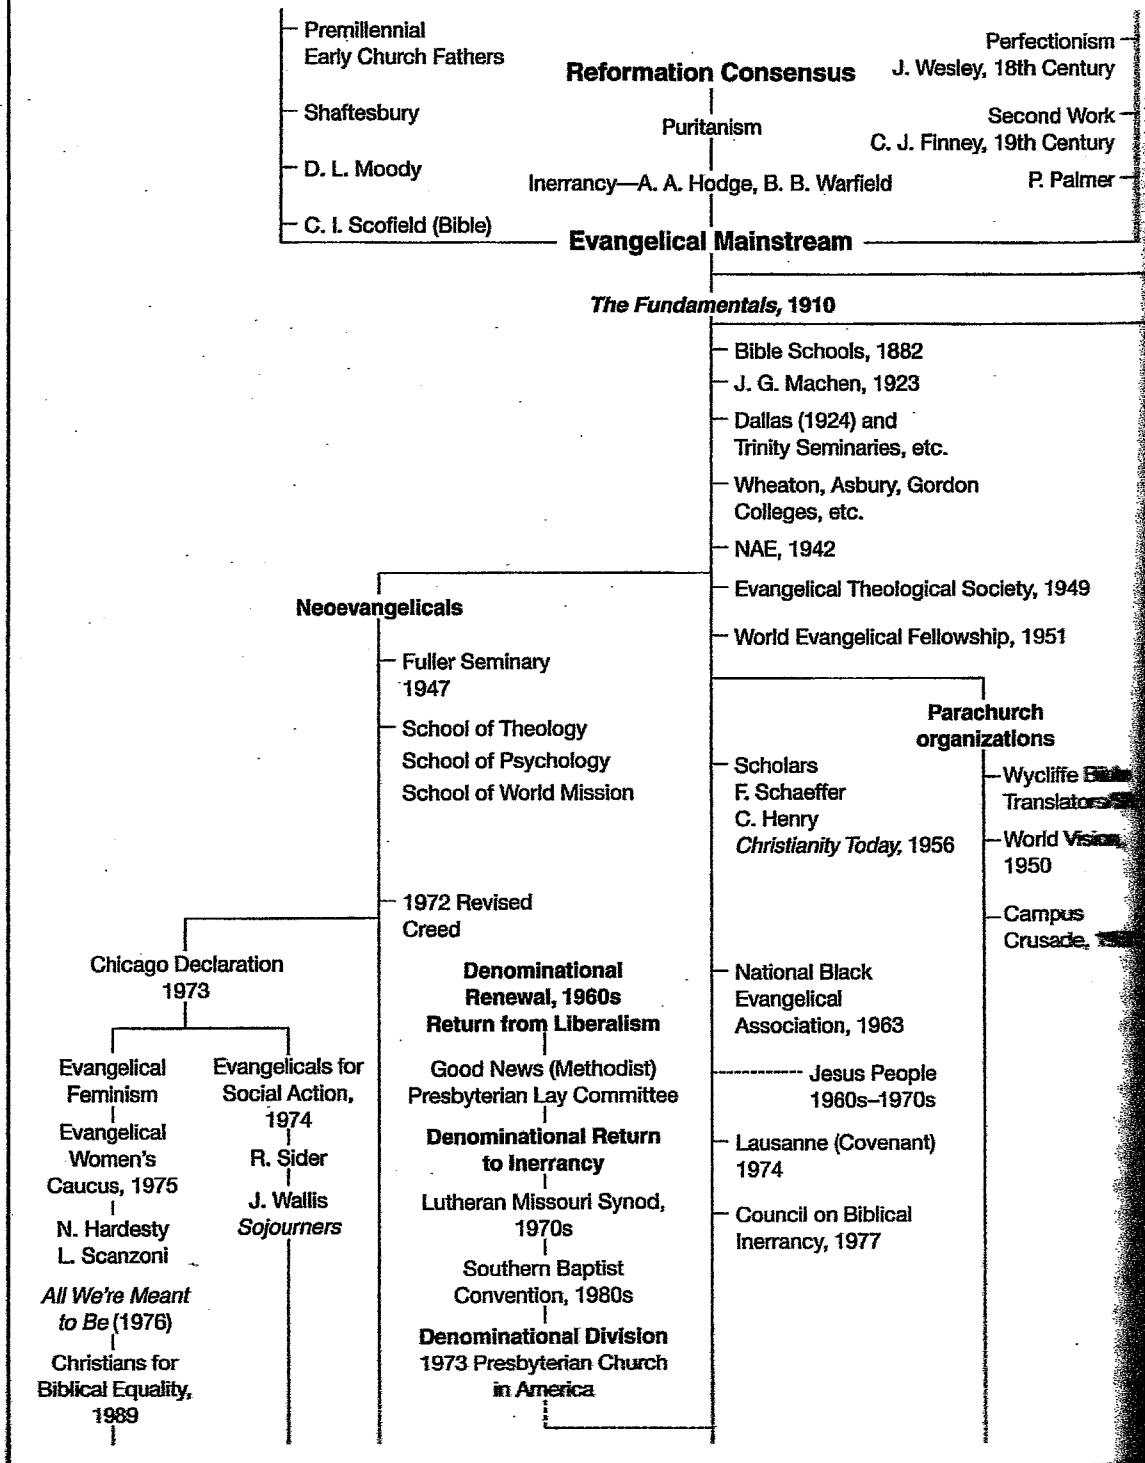 Premillennial
Early Church Fathers
Shaftesbury
D. L. Moody
C. I. Scofield (Bible)
Reformation Consensus
Puritanism
Inerrancy—A. A. Hodge, B. B. Warfield
Perfectionism
J. Wesley, 18th Century
Second Work
C. J. Finney, 19th Century
P. Palmer
Evangelical Mainstream
The Fundamentals, 1910
Bible Schools, 1882
J. G. Machen, 1923
Dallas (1924) and
Trinity Seminaries, etc.
Wheaton, Asbury, Gordon
Colleges, etc.
NAE, 1942
Evangelical Theological Society, 1949
World Evangelical Fellowship, 1951
Neoevangelicals
Fuller Seminary
1947
School of Theology
School of Psychology
School of World Mission
1972 Revised
Creed
Chicago Declaration
1973
Evangelical
Feminism
Evangelical
Women's
Caucus, 1975
N. Hardesty
L. Scanzoni
All We're Meant
to Be (1976)
Christians for
Biblical Equality,
1989
Evangelicals for
Social Action,
1974
R. Sider
J. Wallis
Sojourners
Denominational
Renewal, 1960s
Return from Liberalism
Good News (Methodist)
Presbyterian Lay Committee
Denominational Return
to Inerrancy
Lutheran Missouri Synod,
1970s
Southern Baptist
Convention, 1980s
Denominational Division
1973 Presbyterian Church
in America
Scholars
F. Schaeffer
C. Henry
Christianity Today, 1956
National Black
Evangelical
Association, 1963
Jesus People
1960s–1970s
Lausanne (Covenant)
1974
Council on Biblical
Inerrancy, 1977
Parachurch
organizations
Wycliffe Bible
Translators
World Vision,
1950
Campus
Crusade,